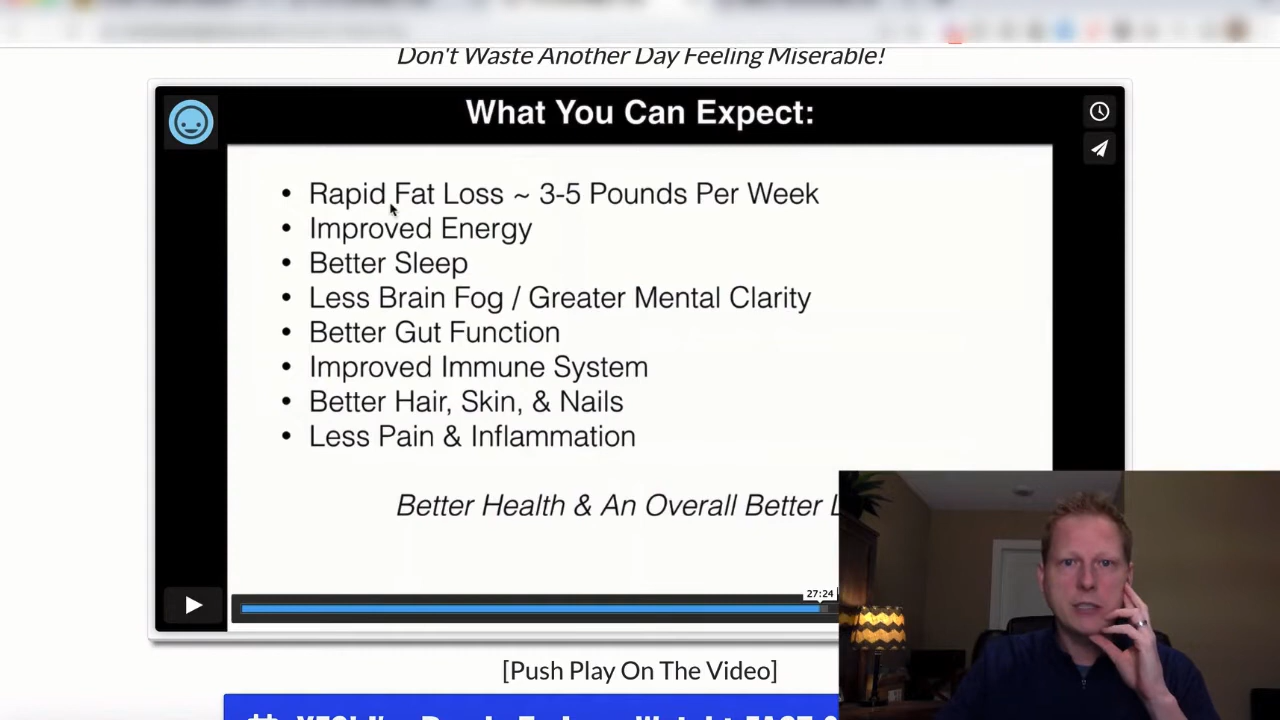 Don't Waste Another Day Feeling Miserable!
What You Can Expect:
• Rapid Fat Loss ~ 3-5 Pounds Per Week
• Improved Energy
• Better Sleep
• Less Brain Fog / Greater Mental Clarity
• Better Gut Function
• Improved Immune System
• Better Hair, Skin, & Nails
• Less Pain & Inflammation
Better Health & An Overall Better
27:24
[Push Play On The Video]